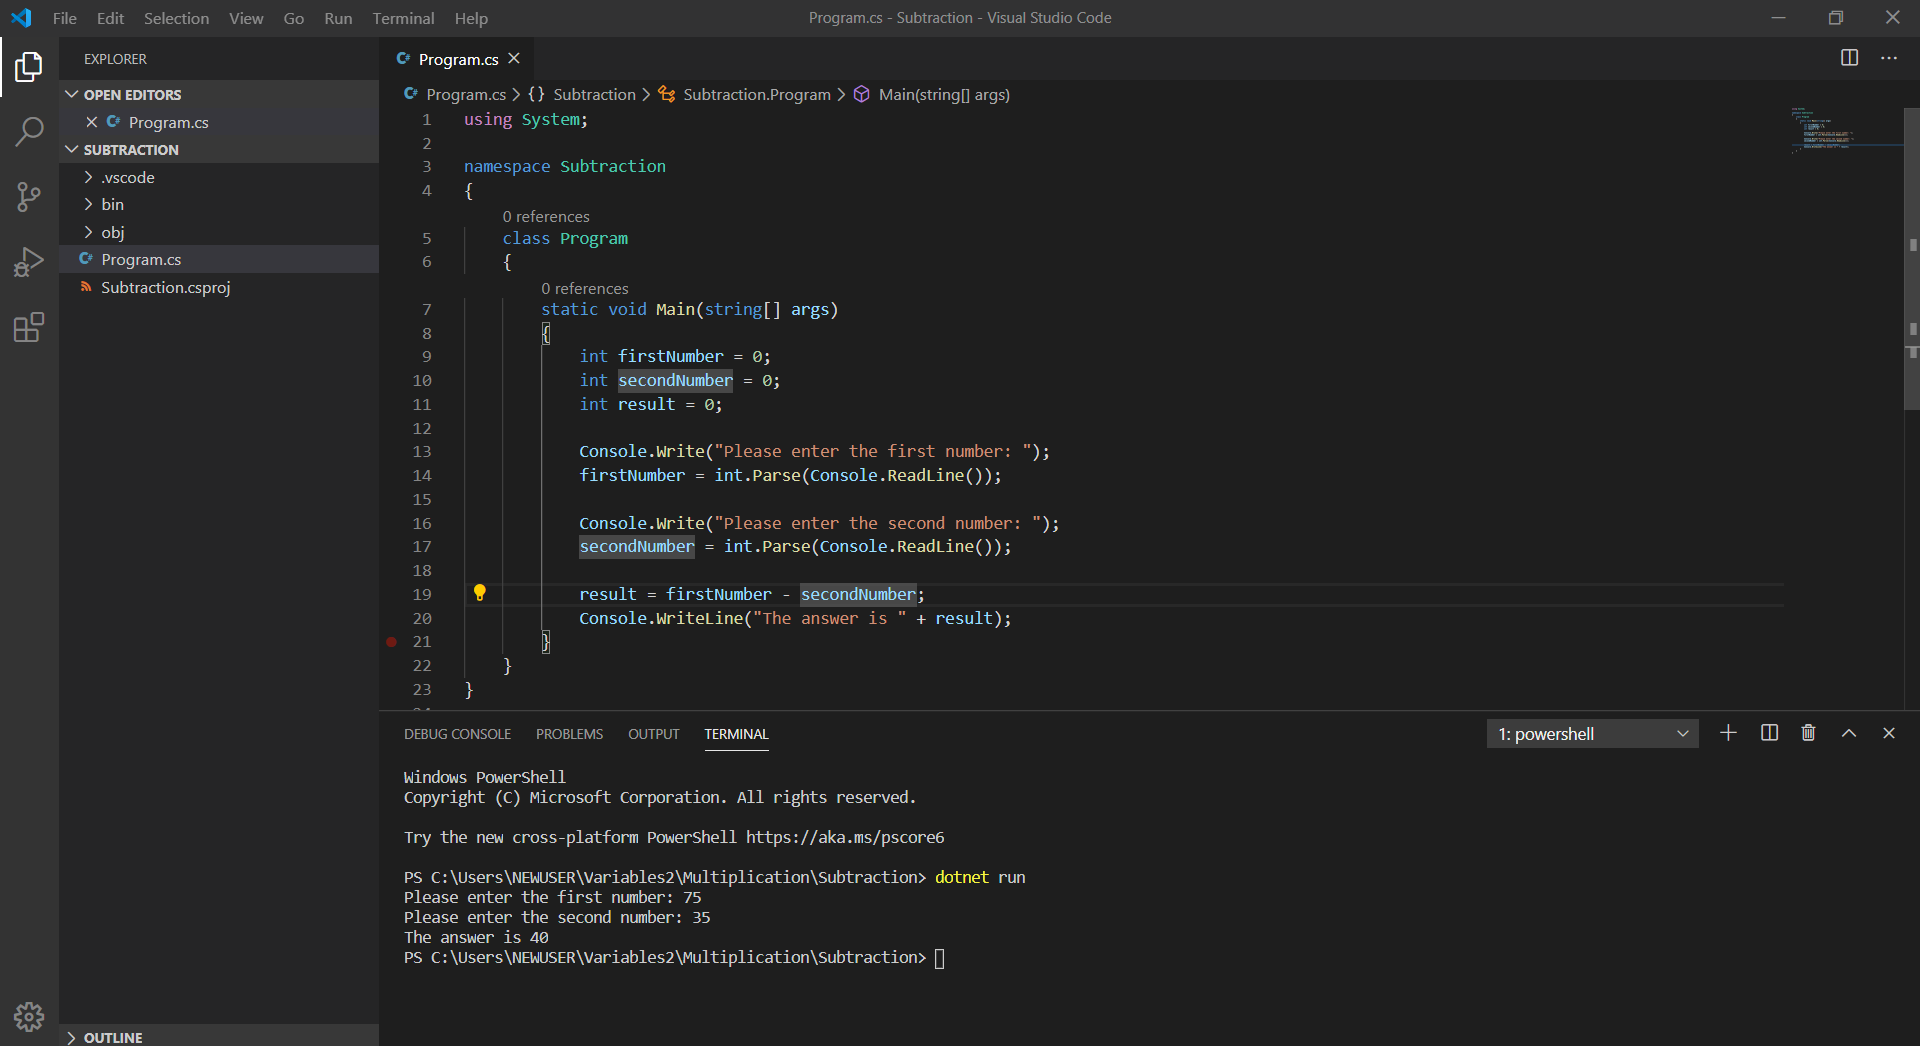 File Edit Selection View Go Run Terminal Help
Program.cs - Subtraction - Visual Studio Code
EXPLORER
OPEN EDITORS
Program.cs
SUBTRACTION
.vscode
bin
obj
Program.cs
Subtraction.csproj
OUTLINE
Program.cs
Program.cs > {} Subtraction > Subtraction.Program > Main(string[] args)
1 using System;
2
3 namespace Subtraction
4 {
0 references
5 class Program
6 {
0 references
7 static void Main(string[] args)
8 {
9 int firstNumber = 0;
10 int secondNumber = 0;
11 int result = 0;
12
13 Console.Write("Please enter the first number: ");
14 firstNumber = int.Parse(Console.ReadLine());
15
16 Console.Write("Please enter the second number: ");
17 secondNumber = int.Parse(Console.ReadLine());
18
19 result = firstNumber - secondNumber;
20 Console.WriteLine("The answer is " + result);
21 }
22 }
23 }
DEBUG CONSOLE PROBLEMS OUTPUT TERMINAL
1: powershell
Windows PowerShell
Copyright (C) Microsoft Corporation. All rights reserved.
Try the new cross-platform PowerShell https://aka.ms/pscore6
PS C:\Users\NEWUSER\Variables2\Multiplication\Subtraction> dotnet run
Please enter the first number: 75
Please enter the second number: 35
The answer is 40
PS C:\Users\NEWUSER\Variables2\Multiplication\Subtraction>